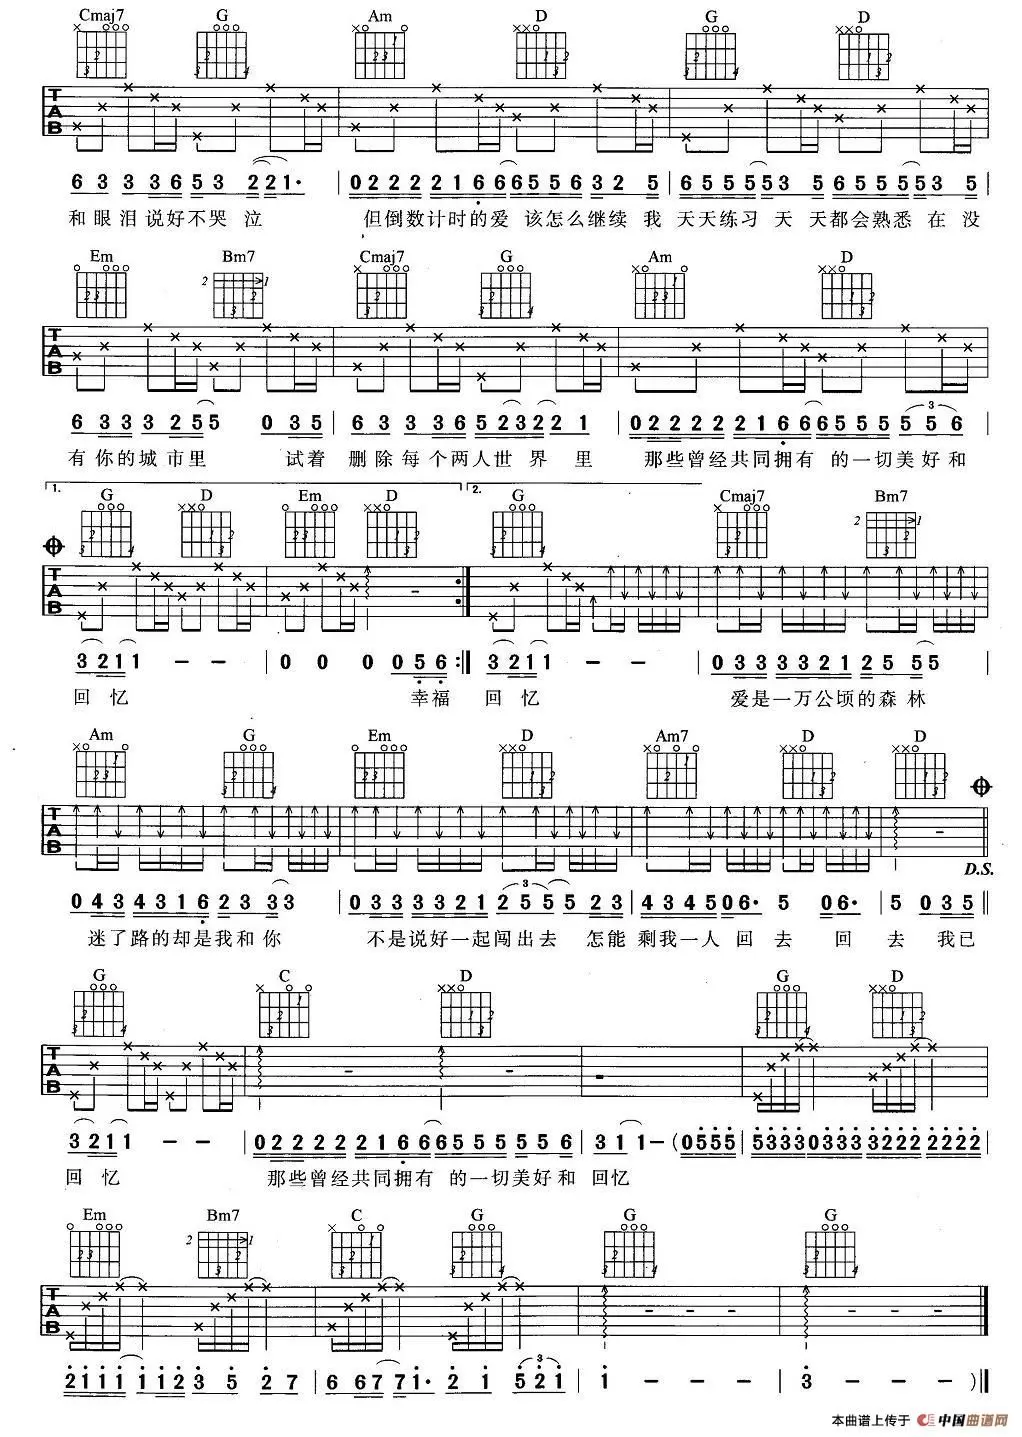 Cmaj7 G Am D G D
T A B
6 3 3 3 6 5 3 2 2 1· | 0 2 2 2 2 1 6 6 6 5 5 6 3 2 5 | 5 5 5 5 5 3 5 5 5 5 5 5 3 5 |
和眼泪说好不哭泣 但倒数计时的爱 该怎么继续 我 天天练习 天 天都会熟悉 在 没
Em Bm7 Cmaj7 G Am D
T A B
6 3 3 3 2 5 5 0 3 5 | 6 3 3 3 6 5 2 3 2 2 1 | 0 2 2 2 2 2 1 6 6 6 5 5 5 5 5 6
有 你的城市里 试着 删除每个两人世界里 那些曾经共同拥有 的一切美好和
1. G D Em D 2. G Cmaj7 Bm7
T A B
3 2 1 1 – – | 0 0 0 0 5 6 :‖ 3 2 1 1 – – | 0 3 3 3 3 2 1 2 5 5 5 |
回 忆 幸福 回 忆 爱是一万公顷的森林
Am G Em D Am7 D D
T A B
D.S.
0 4 3 4 3 1 6 2 3 3 3 | 0 3 3 3 3 2 1 2 5 5 5 2 3 | 4 3 4 5 0 6· 5 0 6· | 5 0 3 5 ‖
迷了路的却是我和你 不是说好一起闯出去 怎能 剩我一人 回 去 回 去 我已
G C D G D
T A B
3 2 1 1 – – | 0 2 2 2 2 2 1 6 6 6 5 5 5 5 5 6 | 3 1 1 – (0 5 5 5 | 5 3 3 3 0 3 3 3 3 2 2 2 2 2 2 2 |
回 忆 那些曾经共同拥有 的一切美好和 回忆
Em Bm7 C G G G
T A B
2 1 1 1 1 1 1 2 3 5 2 7 | 6 6 7 7 1· 2 1 5 2 1 | 1 – – – | 3 – – – )‖
本曲谱上传于 中国曲谱网